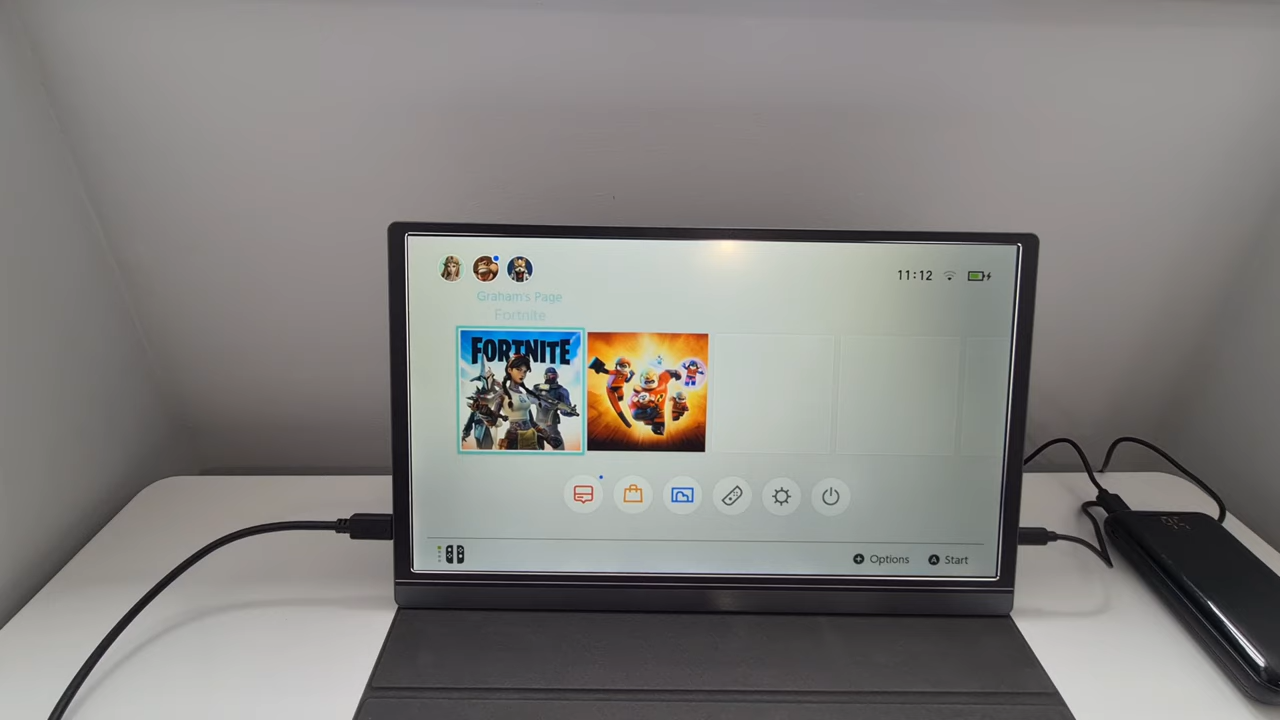 11:12
Graham's Page
Fortnite
FORTNITE
Options
A Start